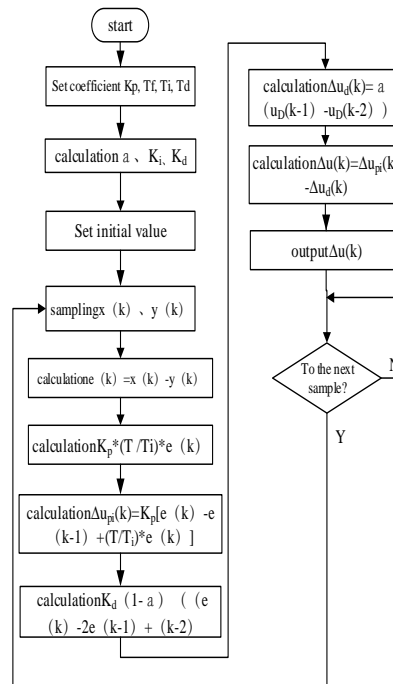 start
Set coefficient Kp, Tf, Ti, Td
calculation a 、 Ki、Kd
Set initial value
samplingx (k) 、 y (k)
calculatione (k) =x (k) -y (k)
calculationKp*(T/Ti)*e (k)
calculationΔupi(k)=Kp[e (k) -e
(k-1) +(T/Ti)*e (k) ]
calculationKd (1- a) ( (e
(k) -2e (k-1) + (k-2)
calculationΔud(k)= a
(uD(k-1) -uD(k-2) )
calculationΔu(k)=Δupi(k
-Δud(k)
outputΔu(k)
To the next
sample?
N
Y